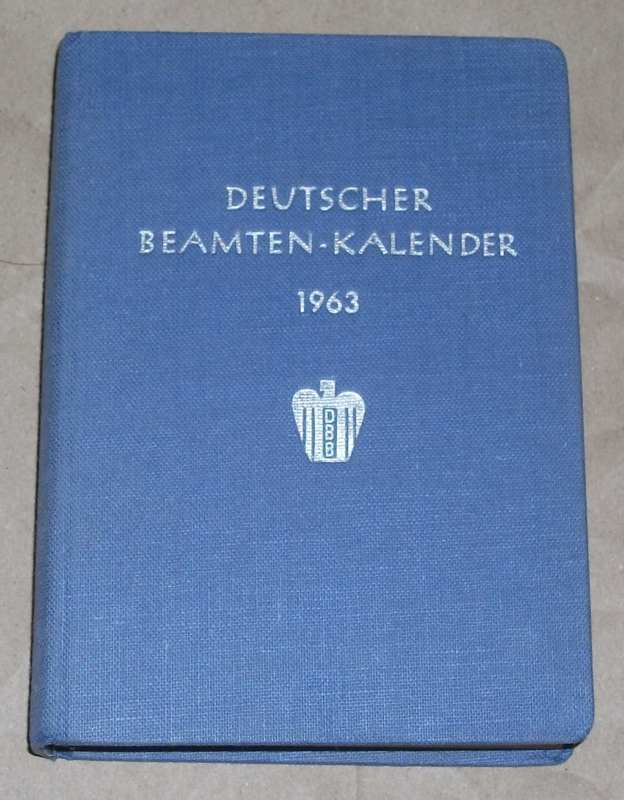 DEUTSCHER
BEAMTEN-KALENDER
1963
DBB